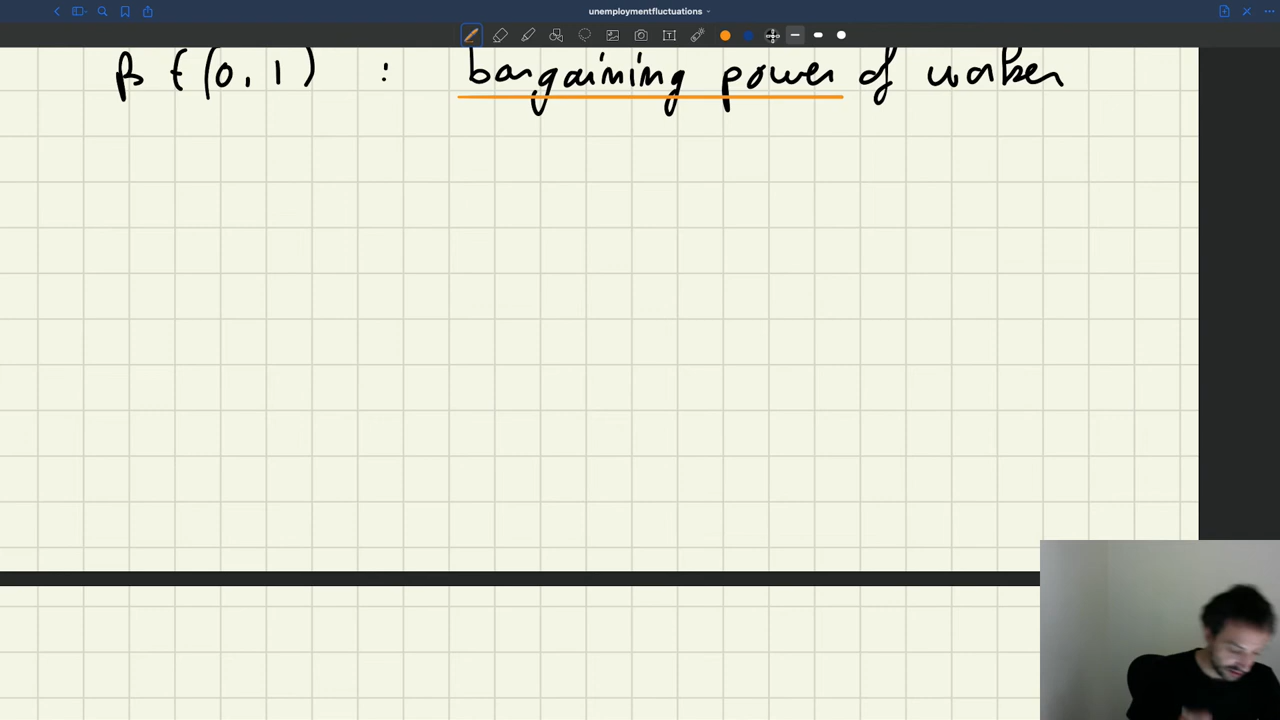 unemploymentfluctuations
β ∈ (0, 1) : bargaining power of worker